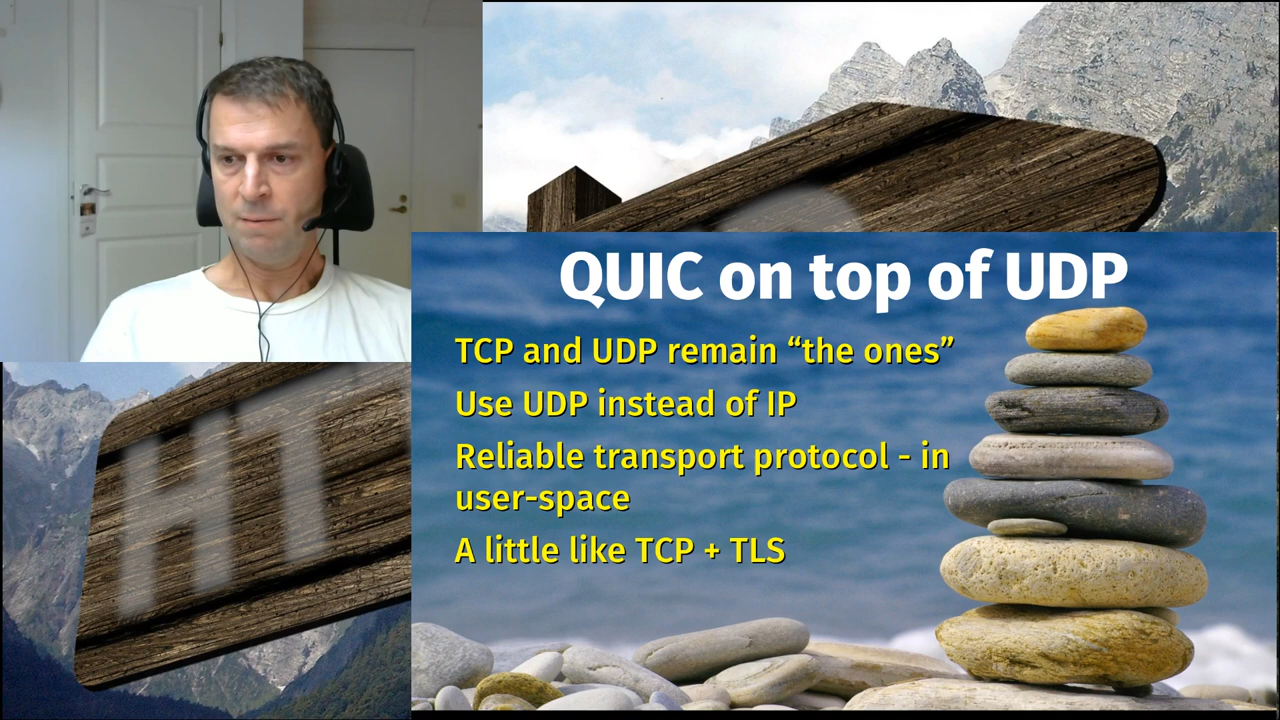 QUIC on top of UDP
TCP and UDP remain “the ones”
Use UDP instead of IP
Reliable transport protocol - in
user-space
A little like TCP + TLS
HT